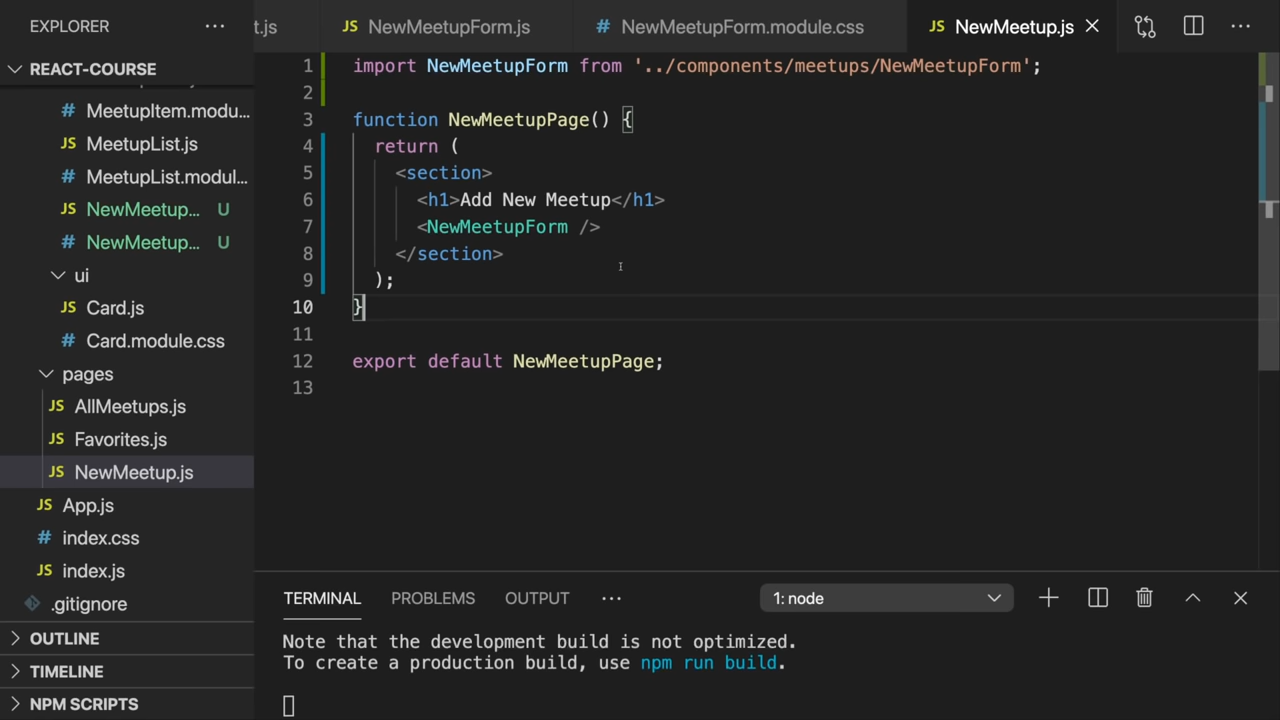 EXPLORER
···
REACT-COURSE
# MeetupItem.modu...
JS MeetupList.js
# MeetupList.modul...
JS NewMeetup... U
# NewMeetup... U
ui
JS Card.js
# Card.module.css
pages
JS AllMeetups.js
JS Favorites.js
JS NewMeetup.js
JS App.js
# index.css
JS index.js
.gitignore
OUTLINE
TIMELINE
NPM SCRIPTS
t.js
JS NewMeetupForm.js
# NewMeetupForm.module.css
JS NewMeetup.js
···
1 import NewMeetupForm from '../components/meetups/NewMeetupForm';
2
3 function NewMeetupPage() {
4 return (
5 <section>
6 <h1>Add New Meetup</h1>
7 <NewMeetupForm />
8 </section>
9 );
10 }
11
12 export default NewMeetupPage;
13
TERMINAL PROBLEMS OUTPUT ··· 1: node
Note that the development build is not optimized.
To create a production build, use npm run build.